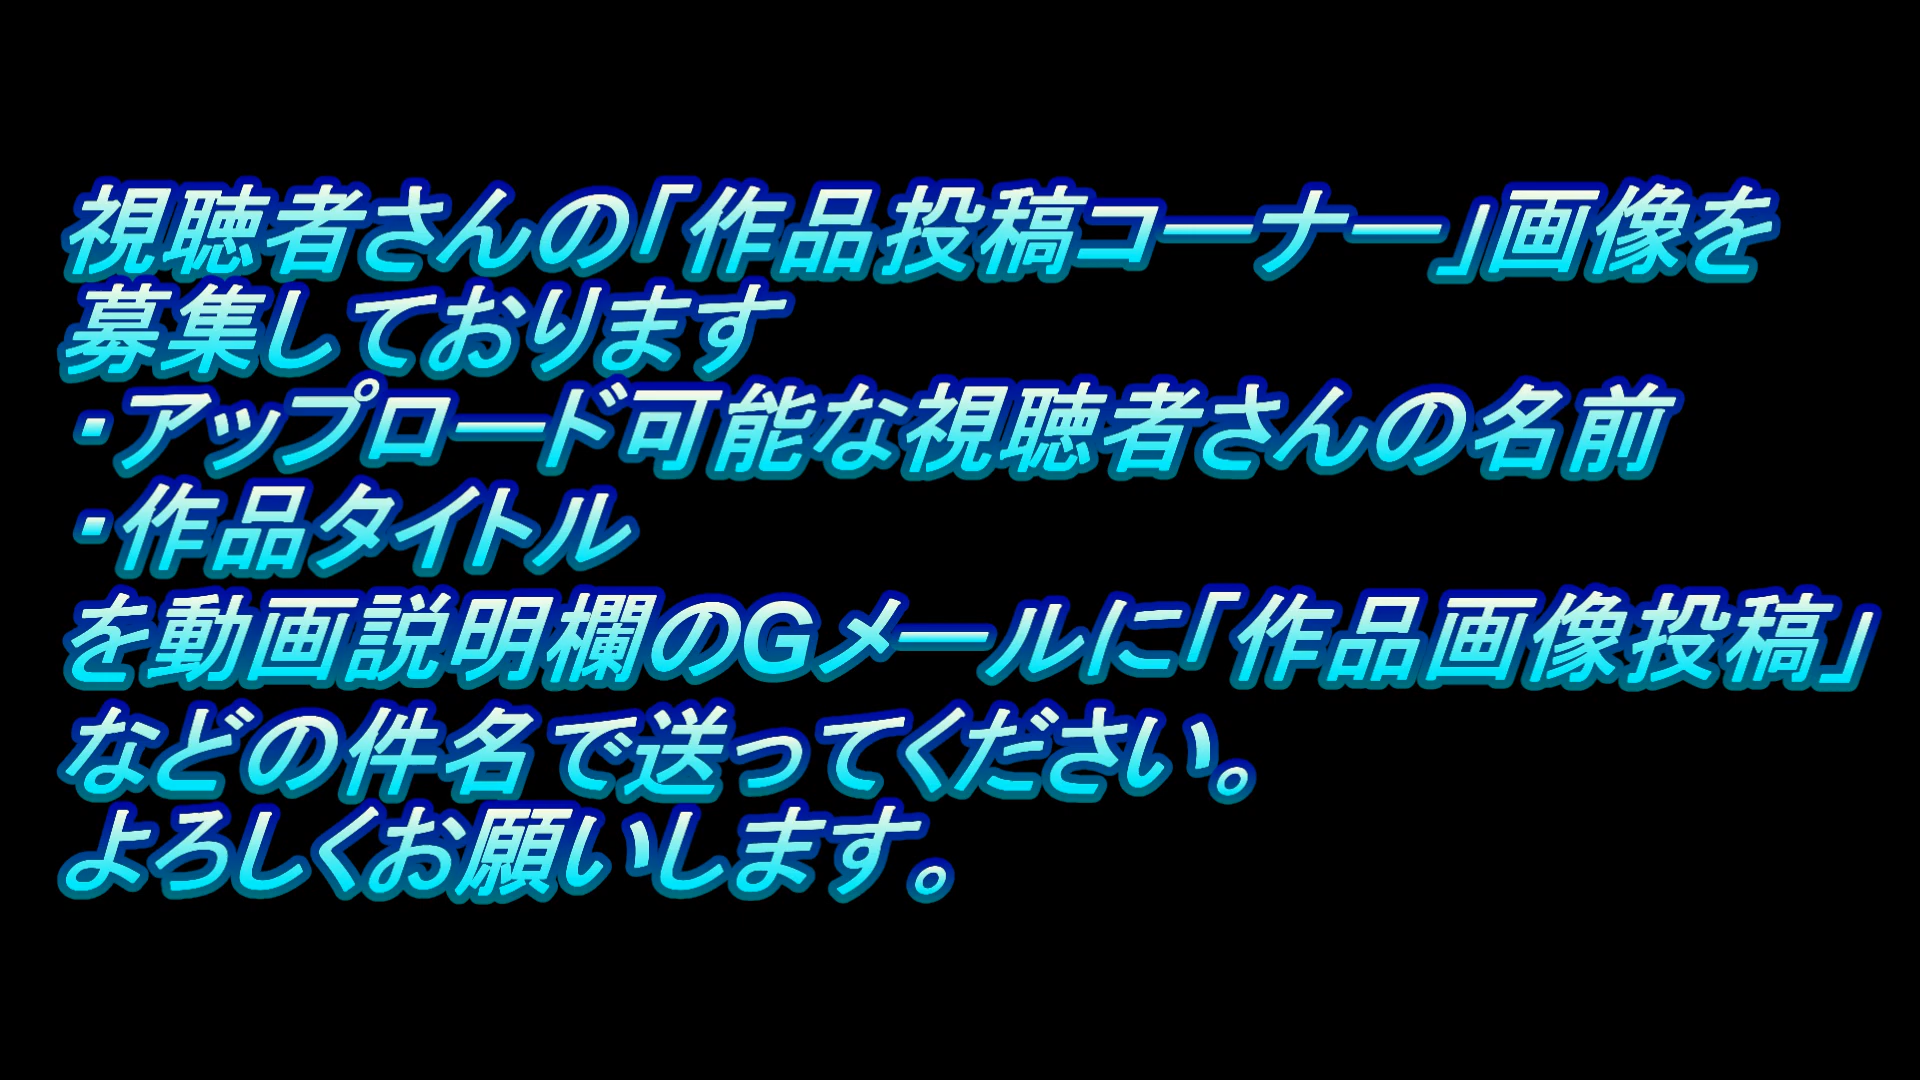 視聴者さんの「作品投稿コーナー」画像を
募集しております
・アップロード可能な視聴者さんの名前
・作品タイトル
を動画説明欄のGメールに「作品画像投稿」
などの件名で送ってください。
よろしくお願いします。